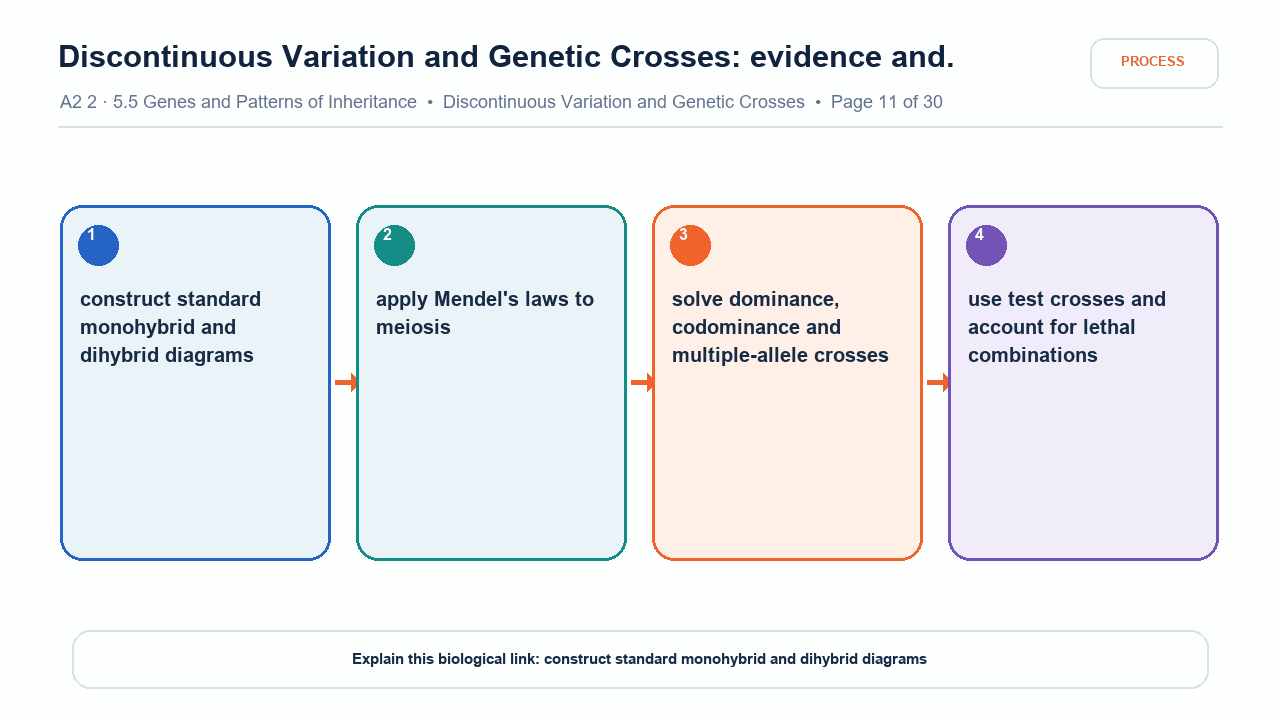 Discontinuous Variation and Genetic Crosses: evidence and.
PROCESS
A2 2 · 5.5 Genes and Patterns of Inheritance • Discontinuous Variation and Genetic Crosses • Page 11 of 30
1
construct standard
monohybrid and
dihybrid diagrams
2
apply Mendel's laws to
meiosis
3
solve dominance,
codominance and
multiple-allele crosses
4
use test crosses and
account for lethal
combinations
Explain this biological link: construct standard monohybrid and dihybrid diagrams